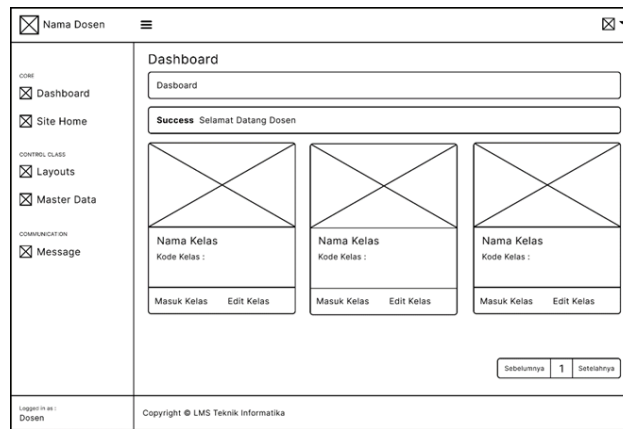 Nama Dosen
CORE
Dashboard
Site Home
CONTROL CLASS
Layouts
Master Data
COMMUNICATION
Message
Logged in as :
Dosen
Dashboard
Dasboard
Success Selamat Datang Dosen
Nama Kelas
Kode Kelas :
Masuk Kelas Edit Kelas
Nama Kelas
Kode Kelas :
Masuk Kelas Edit Kelas
Nama Kelas
Kode Kelas :
Masuk Kelas Edit Kelas
Sebelumnya 1 Setelahnya
Copyright © LMS Teknik Informatika